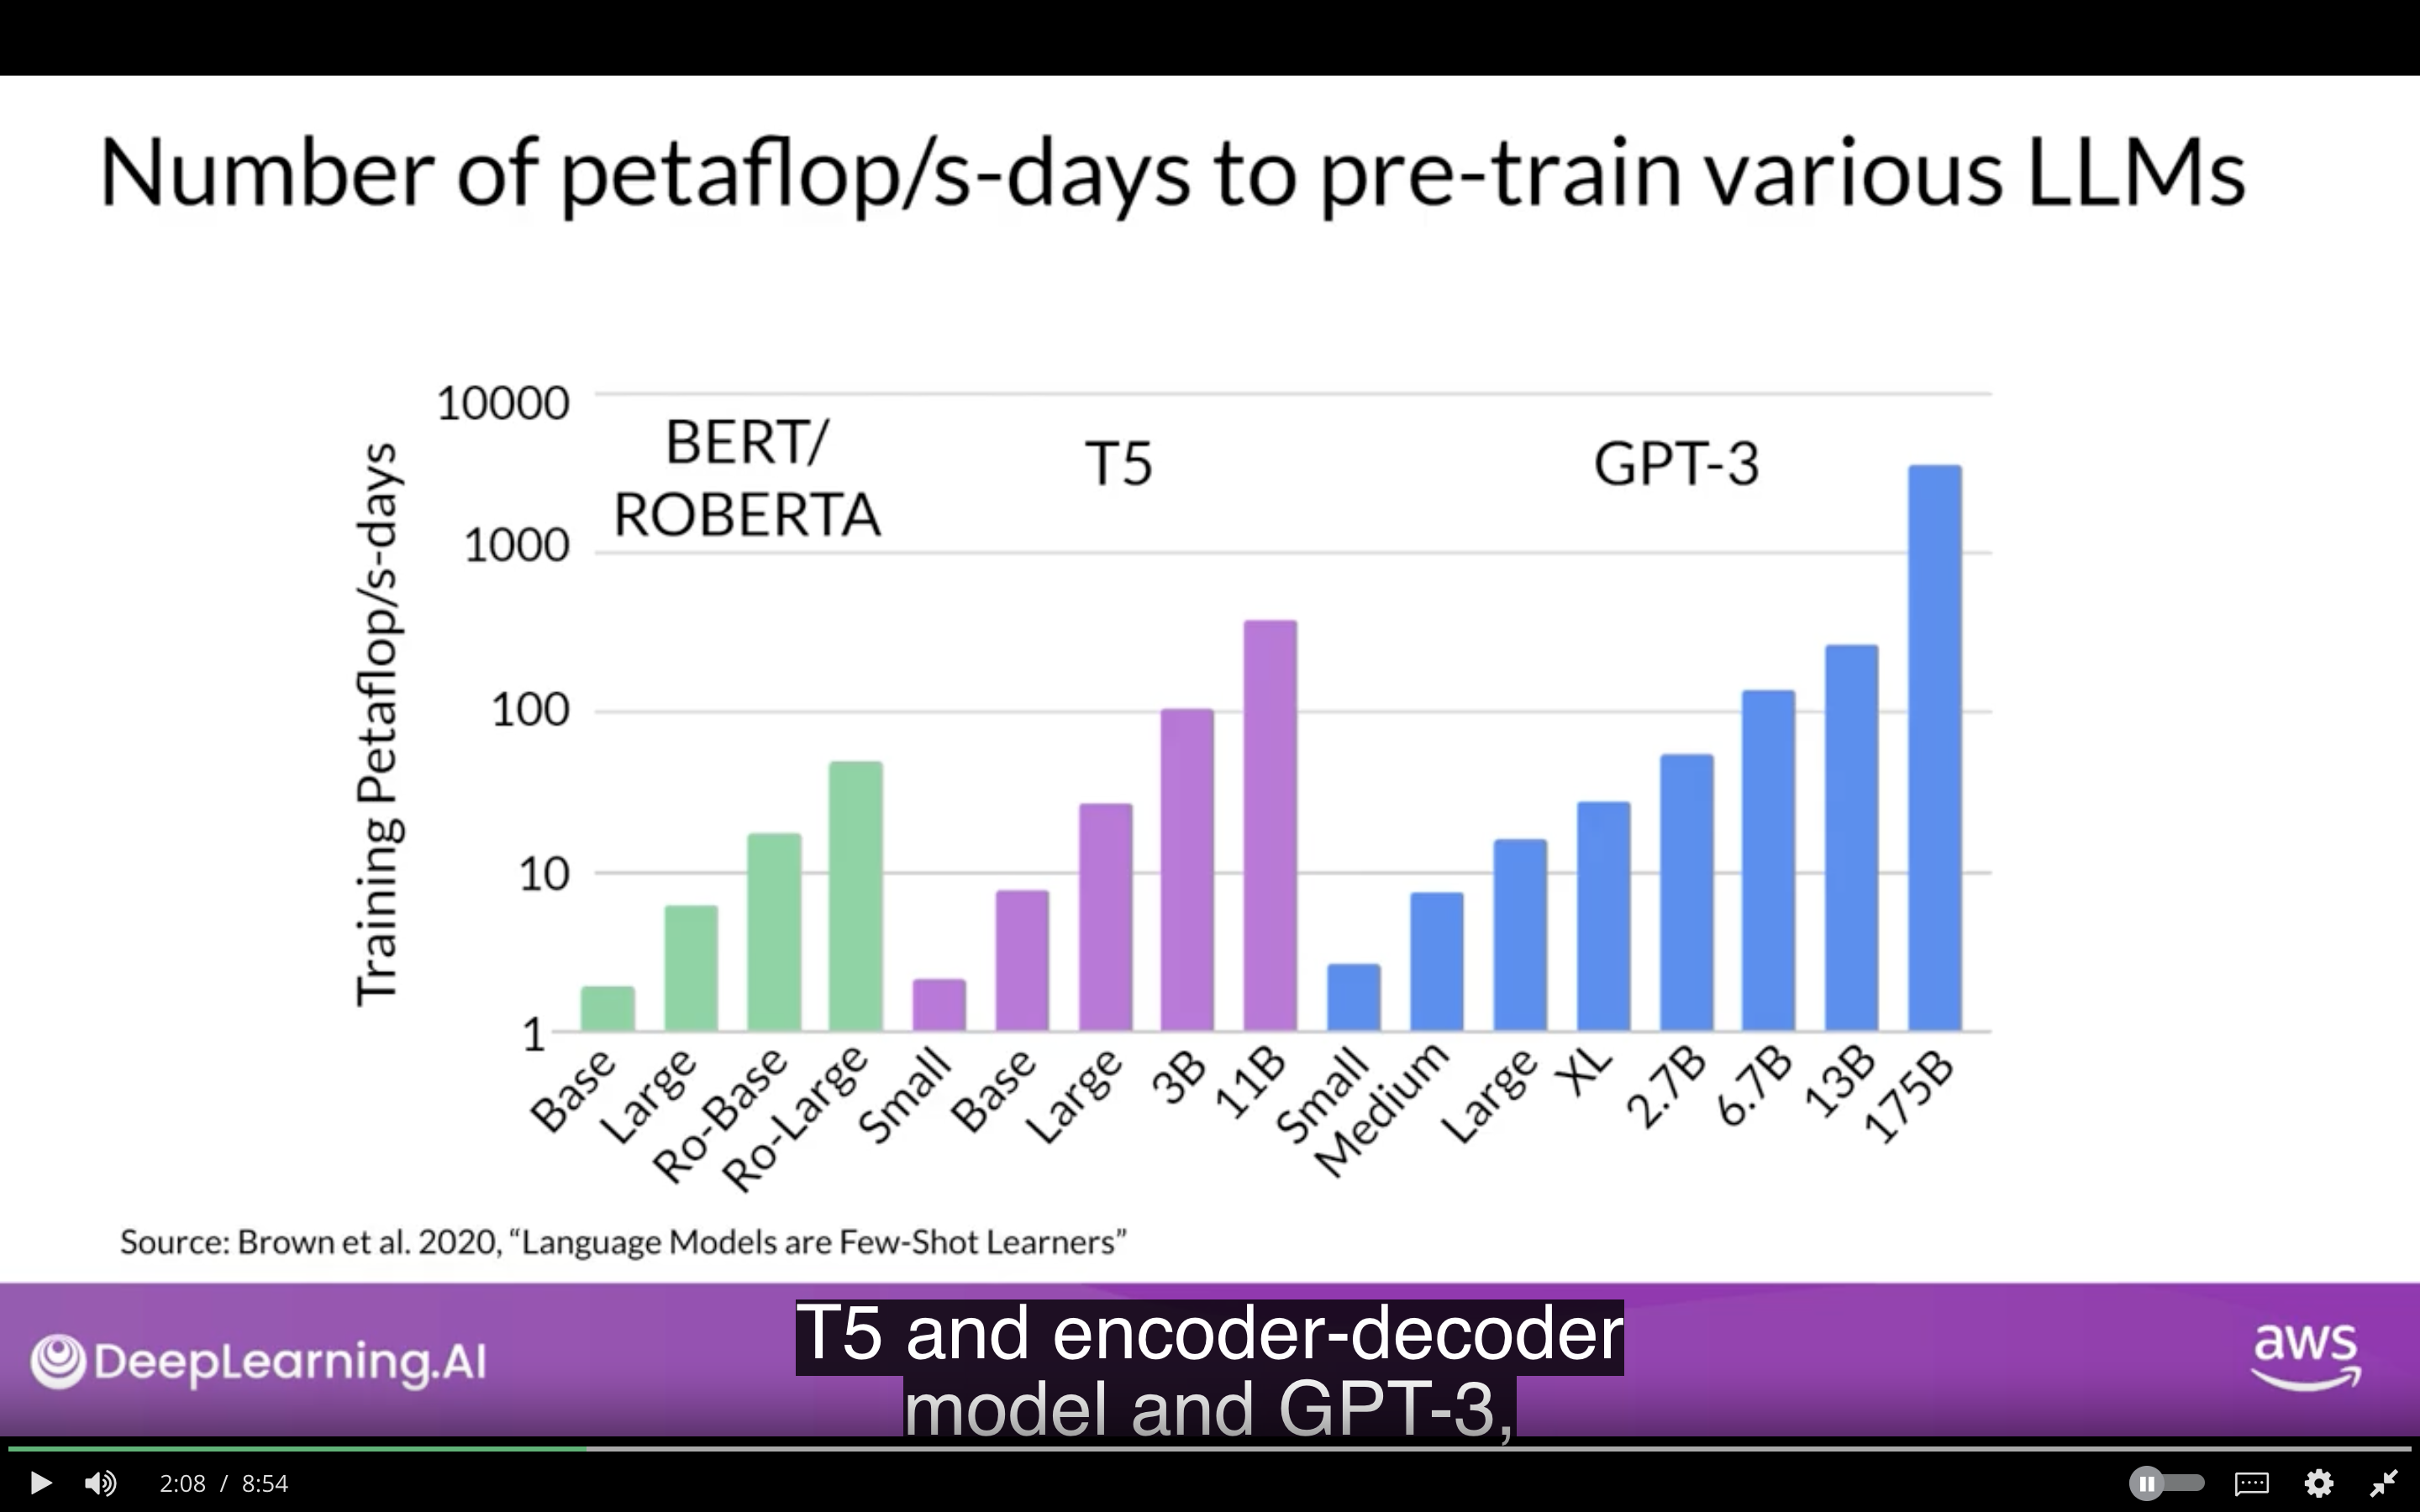 Number of petaflop/s-days to pre-train various LLMs
Training Petaflop/s-days
10000
1000
100
10
1
BERT/
ROBERTA
T5
GPT-3
Base
Large
Ro-Base
Ro-Large
Small
Base
Large
3B
11B
Small
Medium
Large
XL
2.7B
6.7B
13B
175B
Source: Brown et al. 2020, “Language Models are Few-Shot Learners”
DeepLearning.AI
T5 and encoder-decoder
model and GPT-3,
aws
2:08 / 8:54